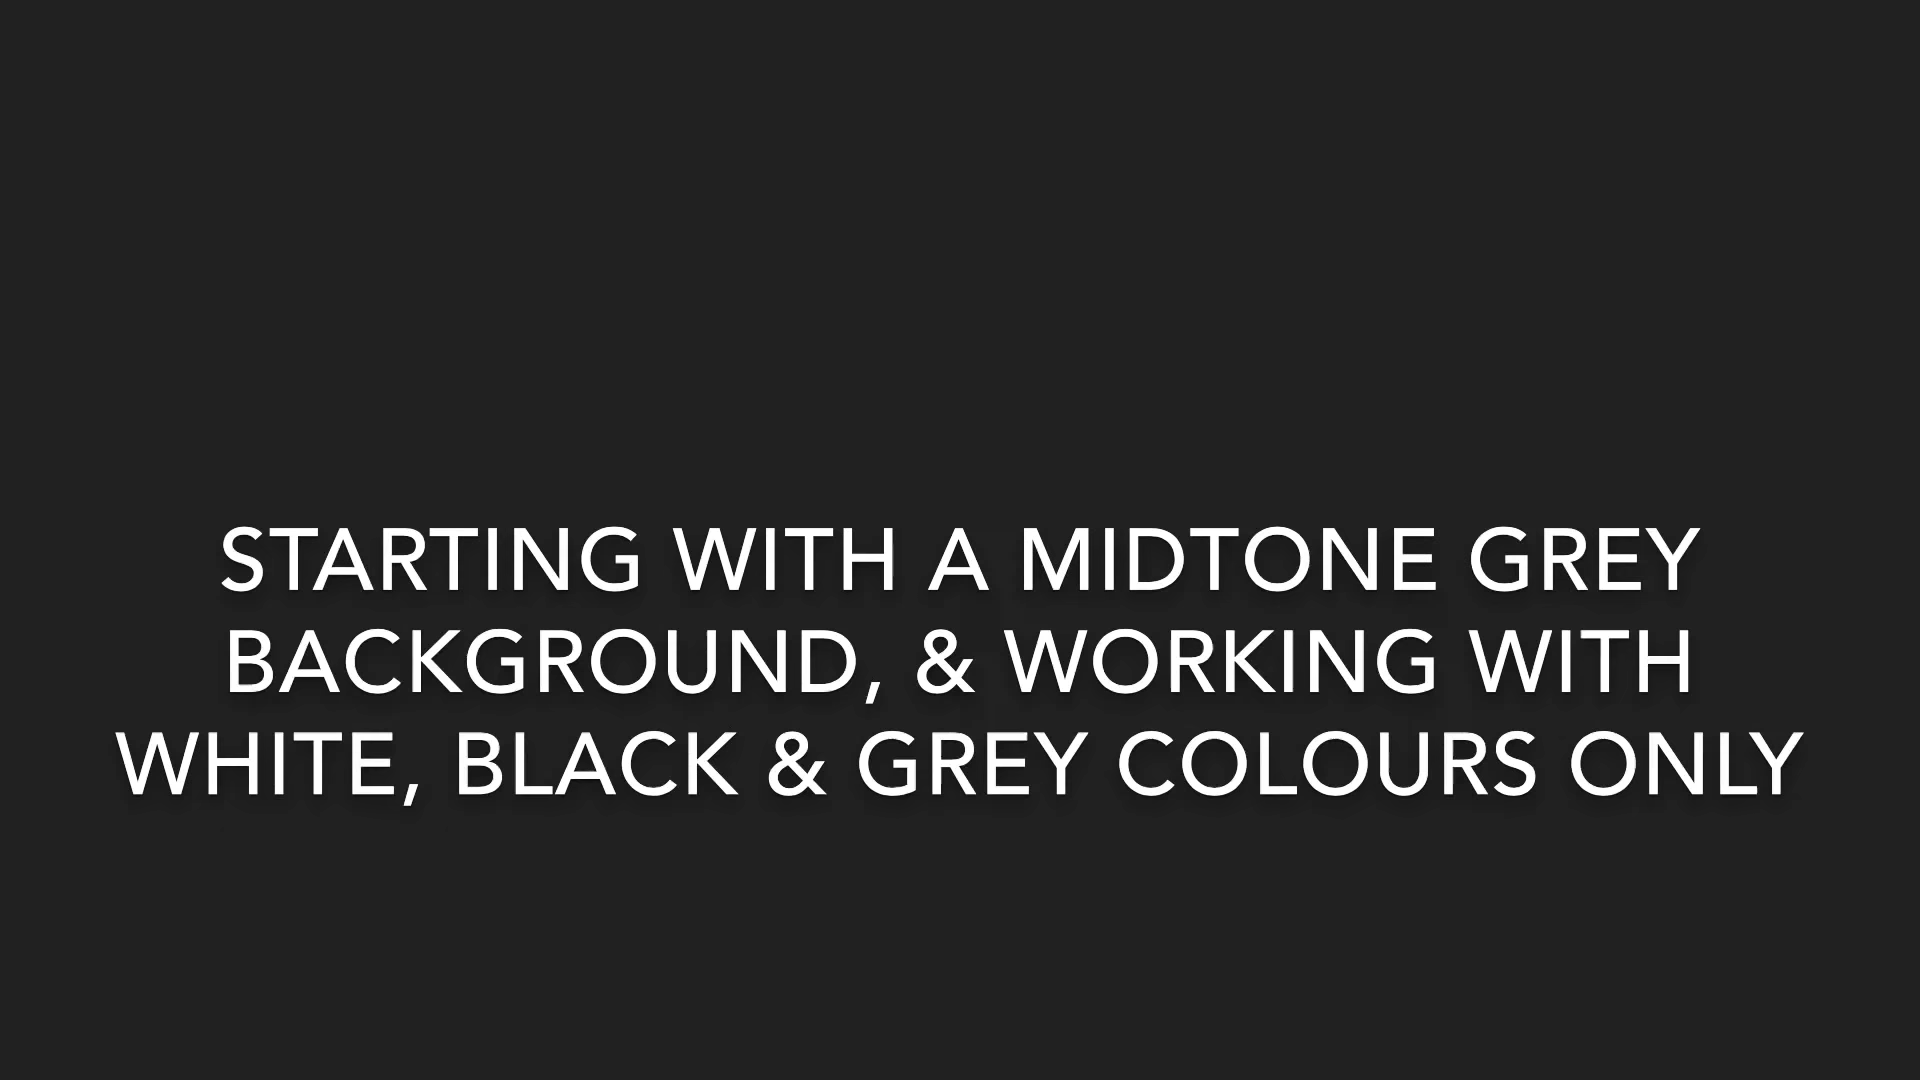 STARTING WITH A MIDTONE GREY
BACKGROUND, & WORKING WITH
WHITE, BLACK & GREY COLOURS ONLY